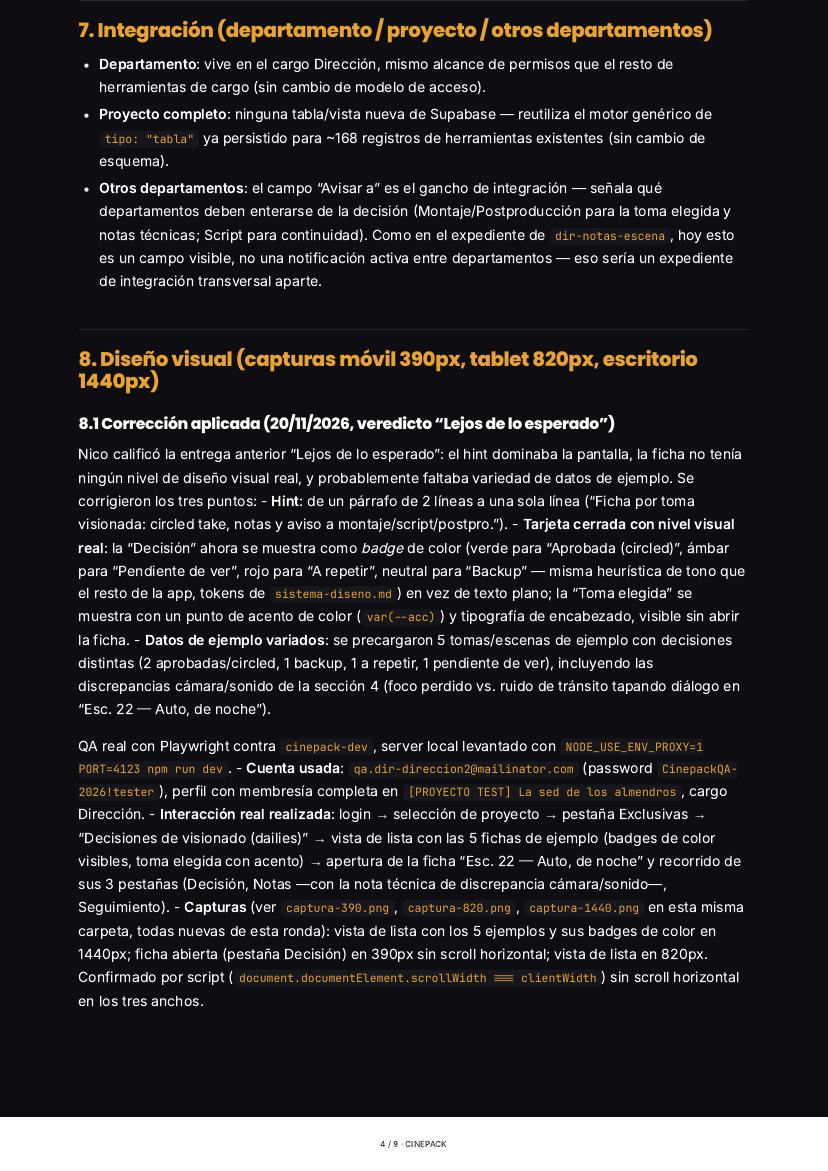 7. Integración (departamento / proyecto / otros departamentos)
• Departamento: vive en el cargo Dirección, mismo alcance de permisos que el resto de
herramientas de cargo (sin cambio de modelo de acceso).
• Proyecto completo: ninguna tabla/vista nueva de Supabase — reutiliza el motor genérico de
tipo: "tabla" ya persistido para ~168 registros de herramientas existentes (sin cambio de
esquema).
• Otros departamentos: el campo “Avisar a” es el gancho de integración — señala qué
departamentos deben enterarse de la decisión (Montaje/Postproducción para la toma elegida y
notas técnicas; Script para continuidad). Como en el expediente de dir-notas-escena, hoy esto
es un campo visible, no una notificación activa entre departamentos — eso sería un expediente
de integración transversal aparte.
8. Diseño visual (capturas móvil 390px, tablet 820px, escritorio
1440px)
8.1 Corrección aplicada (20/11/2026, veredicto “Lejos de lo esperado”)
Nico calificó la entrega anterior “Lejos de lo esperado”: el hint dominaba la pantalla, la ficha no tenía
ningún nivel de diseño visual real, y probablemente faltaba variedad de datos de ejemplo. Se
corrigieron los tres puntos: - Hint: de un párrafo de 2 líneas a una sola línea (“Ficha por toma
visionada: circled take, notas y aviso a montaje/script/postpro.”). - Tarjeta cerrada con nivel visual
real: la “Decisión” ahora se muestra como badge de color (verde para “Aprobada (circled)”, ámbar
para “Pendiente de ver”, rojo para “A repetir”, neutral para “Backup” — misma heurística de tono que
el resto de la app, tokens de sistema-diseno.md ) en vez de texto plano; la “Toma elegida” se
muestra con un punto de acento de color ( var(--acc) ) y tipografía de encabezado, visible sin abrir
la ficha. - Datos de ejemplo variados: se precargaron 5 tomas/escenas de ejemplo con decisiones
distintas (2 aprobadas/circled, 1 backup, 1 a repetir, 1 pendiente de ver), incluyendo las
discrepancias cámara/sonido de la sección 4 (foco perdido vs. ruido de tránsito tapando diálogo en
“Esc. 22 — Auto, de noche”).
QA real con Playwright contra cinepack-dev , server local levantado con NODE_USE_ENV_PROXY=1
PORT=4123 npm run dev . - Cuenta usada: qa.dir-direccion2@mailinator.com (password CinepackQA-
2026!tester ), perfil con membresía completa en [PROYECTO TEST] La sed de los almendros , cargo
Dirección. - Interacción real realizada: login → selección de proyecto → pestaña Exclusivas →
“Decisiones de visionado (dailies)” → vista de lista con las 5 fichas de ejemplo (badges de color
visibles, toma elegida con acento) → apertura de la ficha “Esc. 22 — Auto, de noche” y recorrido de
sus 3 pestañas (Decisión, Notas —con la nota técnica de discrepancia cámara/sonido—,
Seguimiento). - Capturas (ver captura-390.png , captura-820.png , captura-1440.png en esta misma
carpeta, todas nuevas de esta ronda): vista de lista con los 5 ejemplos y sus badges de color en
1440px; ficha abierta (pestaña Decisión) en 390px sin scroll horizontal; vista de lista en 820px.
Confirmado por script ( document.documentElement.scrollWidth === clientWidth ) sin scroll horizontal
en los tres anchos.
4 / 9 · CINEPACK